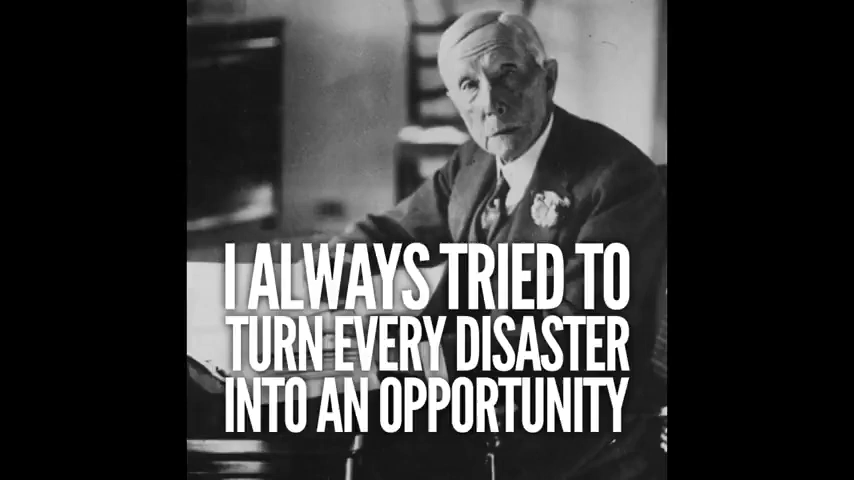 I ALWAYS TRIED TO
TURN EVERY DISASTER
INTO AN OPPORTUNITY